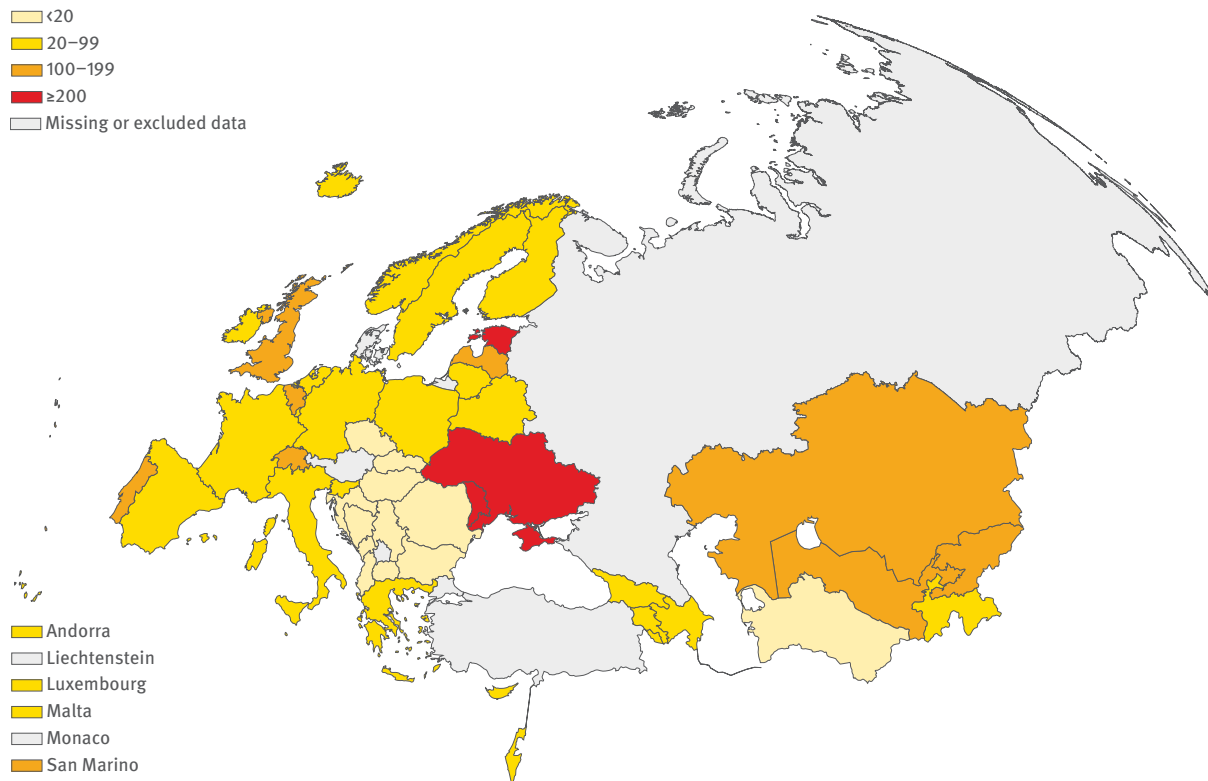 <20
20–99
100–199
≥200
Missing or excluded data
Andorra
Liechtenstein
Luxembourg
Malta
Monaco
San Marino